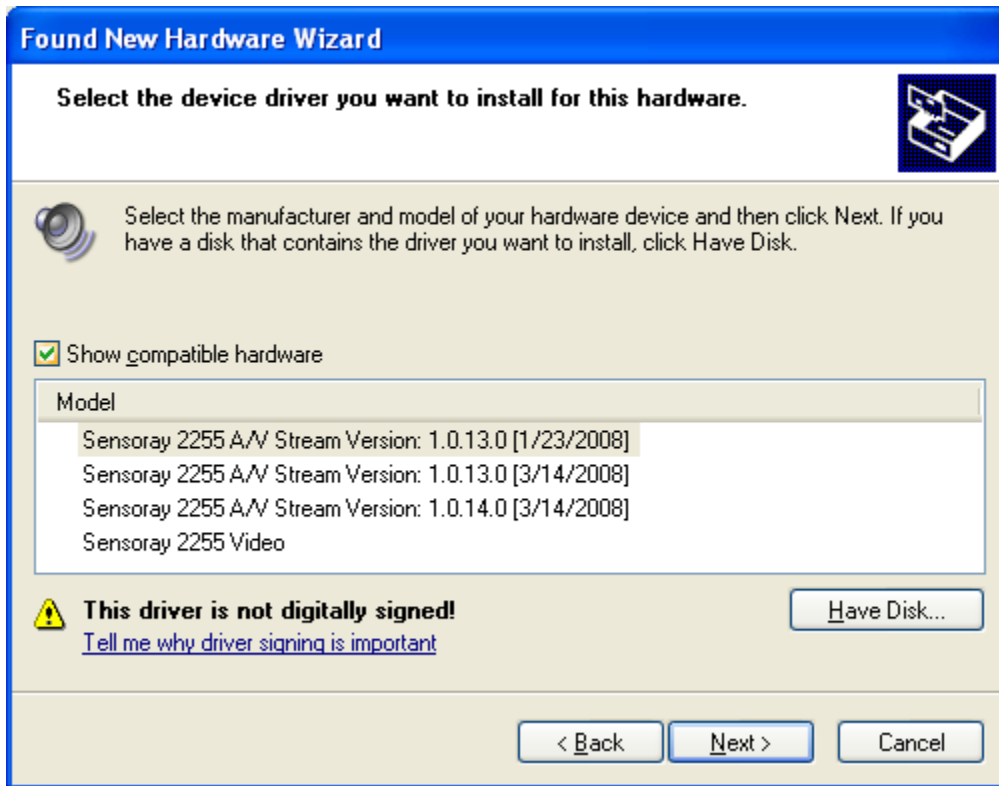 Found New Hardware Wizard
Select the device driver you want to install for this hardware.
Select the manufacturer and model of your hardware device and then click Next. If you
have a disk that contains the driver you want to install, click Have Disk.
Show compatible hardware
Model
Sensoray 2255 A/V Stream Version: 1.0.13.0 [1/23/2008]
Sensoray 2255 A/V Stream Version: 1.0.13.0 [3/14/2008]
Sensoray 2255 A/V Stream Version: 1.0.14.0 [3/14/2008]
Sensoray 2255 Video
This driver is not digitally signed!
Have Disk...
Tell me why driver signing is important
< Back
Next >
Cancel